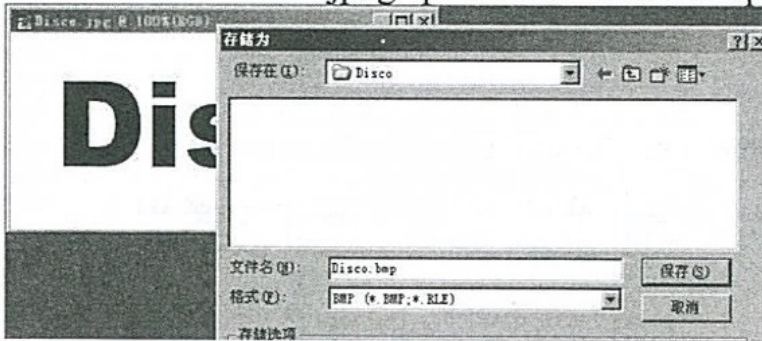 Disco.jpg @ 100%(RGB)
Dis
存储为
保存在(I):
Disco
文件名(N):
Disco.bmp
保存(S)
格式(F):
BMP (*.BMP;*.RLE)
取消
存储选项